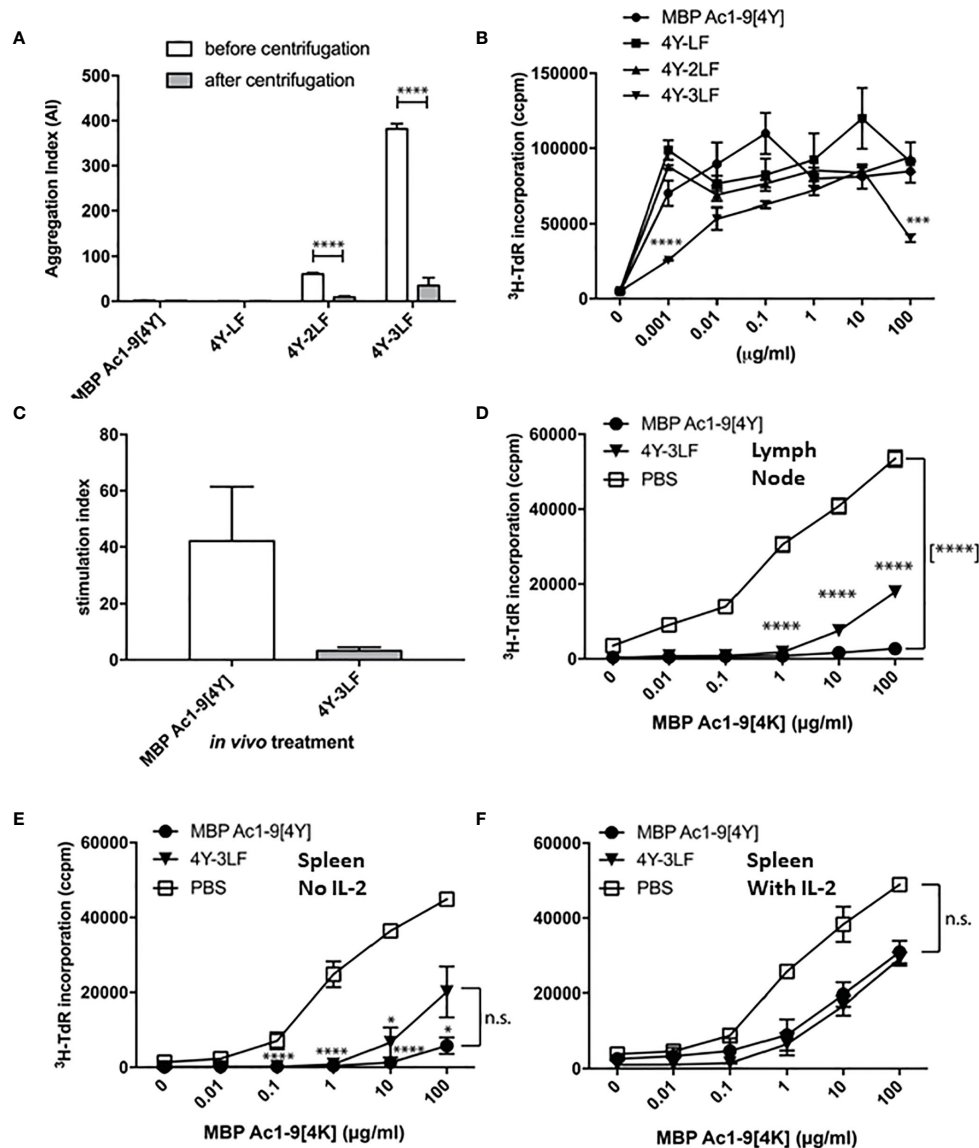 A
before centrifugation
after centrifugation
Aggregation Index (AI)
500
400
300
200
100
0
****
****
MBP Ac1-9[4Y]
4Y-LF
4Y-2LF
4Y-3LF
B
MBP Ac1-9[4Y]
4Y-LF
4Y-2LF
4Y-3LF
³H-TdR incorporation (ccpm)
150000
100000
50000
0
****
***
0
0.001
0.01
0.1
1
10
100
(µg/ml)
C
stimulation index
80
60
40
20
0
MBP Ac1-9[4Y]
4Y-3LF
in vivo treatment
D
MBP Ac1-9[4Y]
4Y-3LF
PBS
Lymph
Node
³H-TdR incorporation (ccpm)
60000
40000
20000
0
****
****
****
[****]
0
0.01
0.1
1
10
100
MBP Ac1-9[4K] (µg/ml)
E
MBP Ac1-9[4Y]
4Y-3LF
PBS
Spleen
No IL-2
³H-TdR incorporation (ccpm)
60000
40000
20000
0
****
****
*
****
*
n.s.
0
0.01
0.1
1
10
100
MBP Ac1-9[4K] (µg/ml)
F
MBP Ac1-9[4Y]
4Y-3LF
PBS
Spleen
With IL-2
³H-TdR incorporation (ccpm)
60000
40000
20000
0
n.s.
0
0.01
0.1
1
10
100
MBP Ac1-9[4K] (µg/ml)